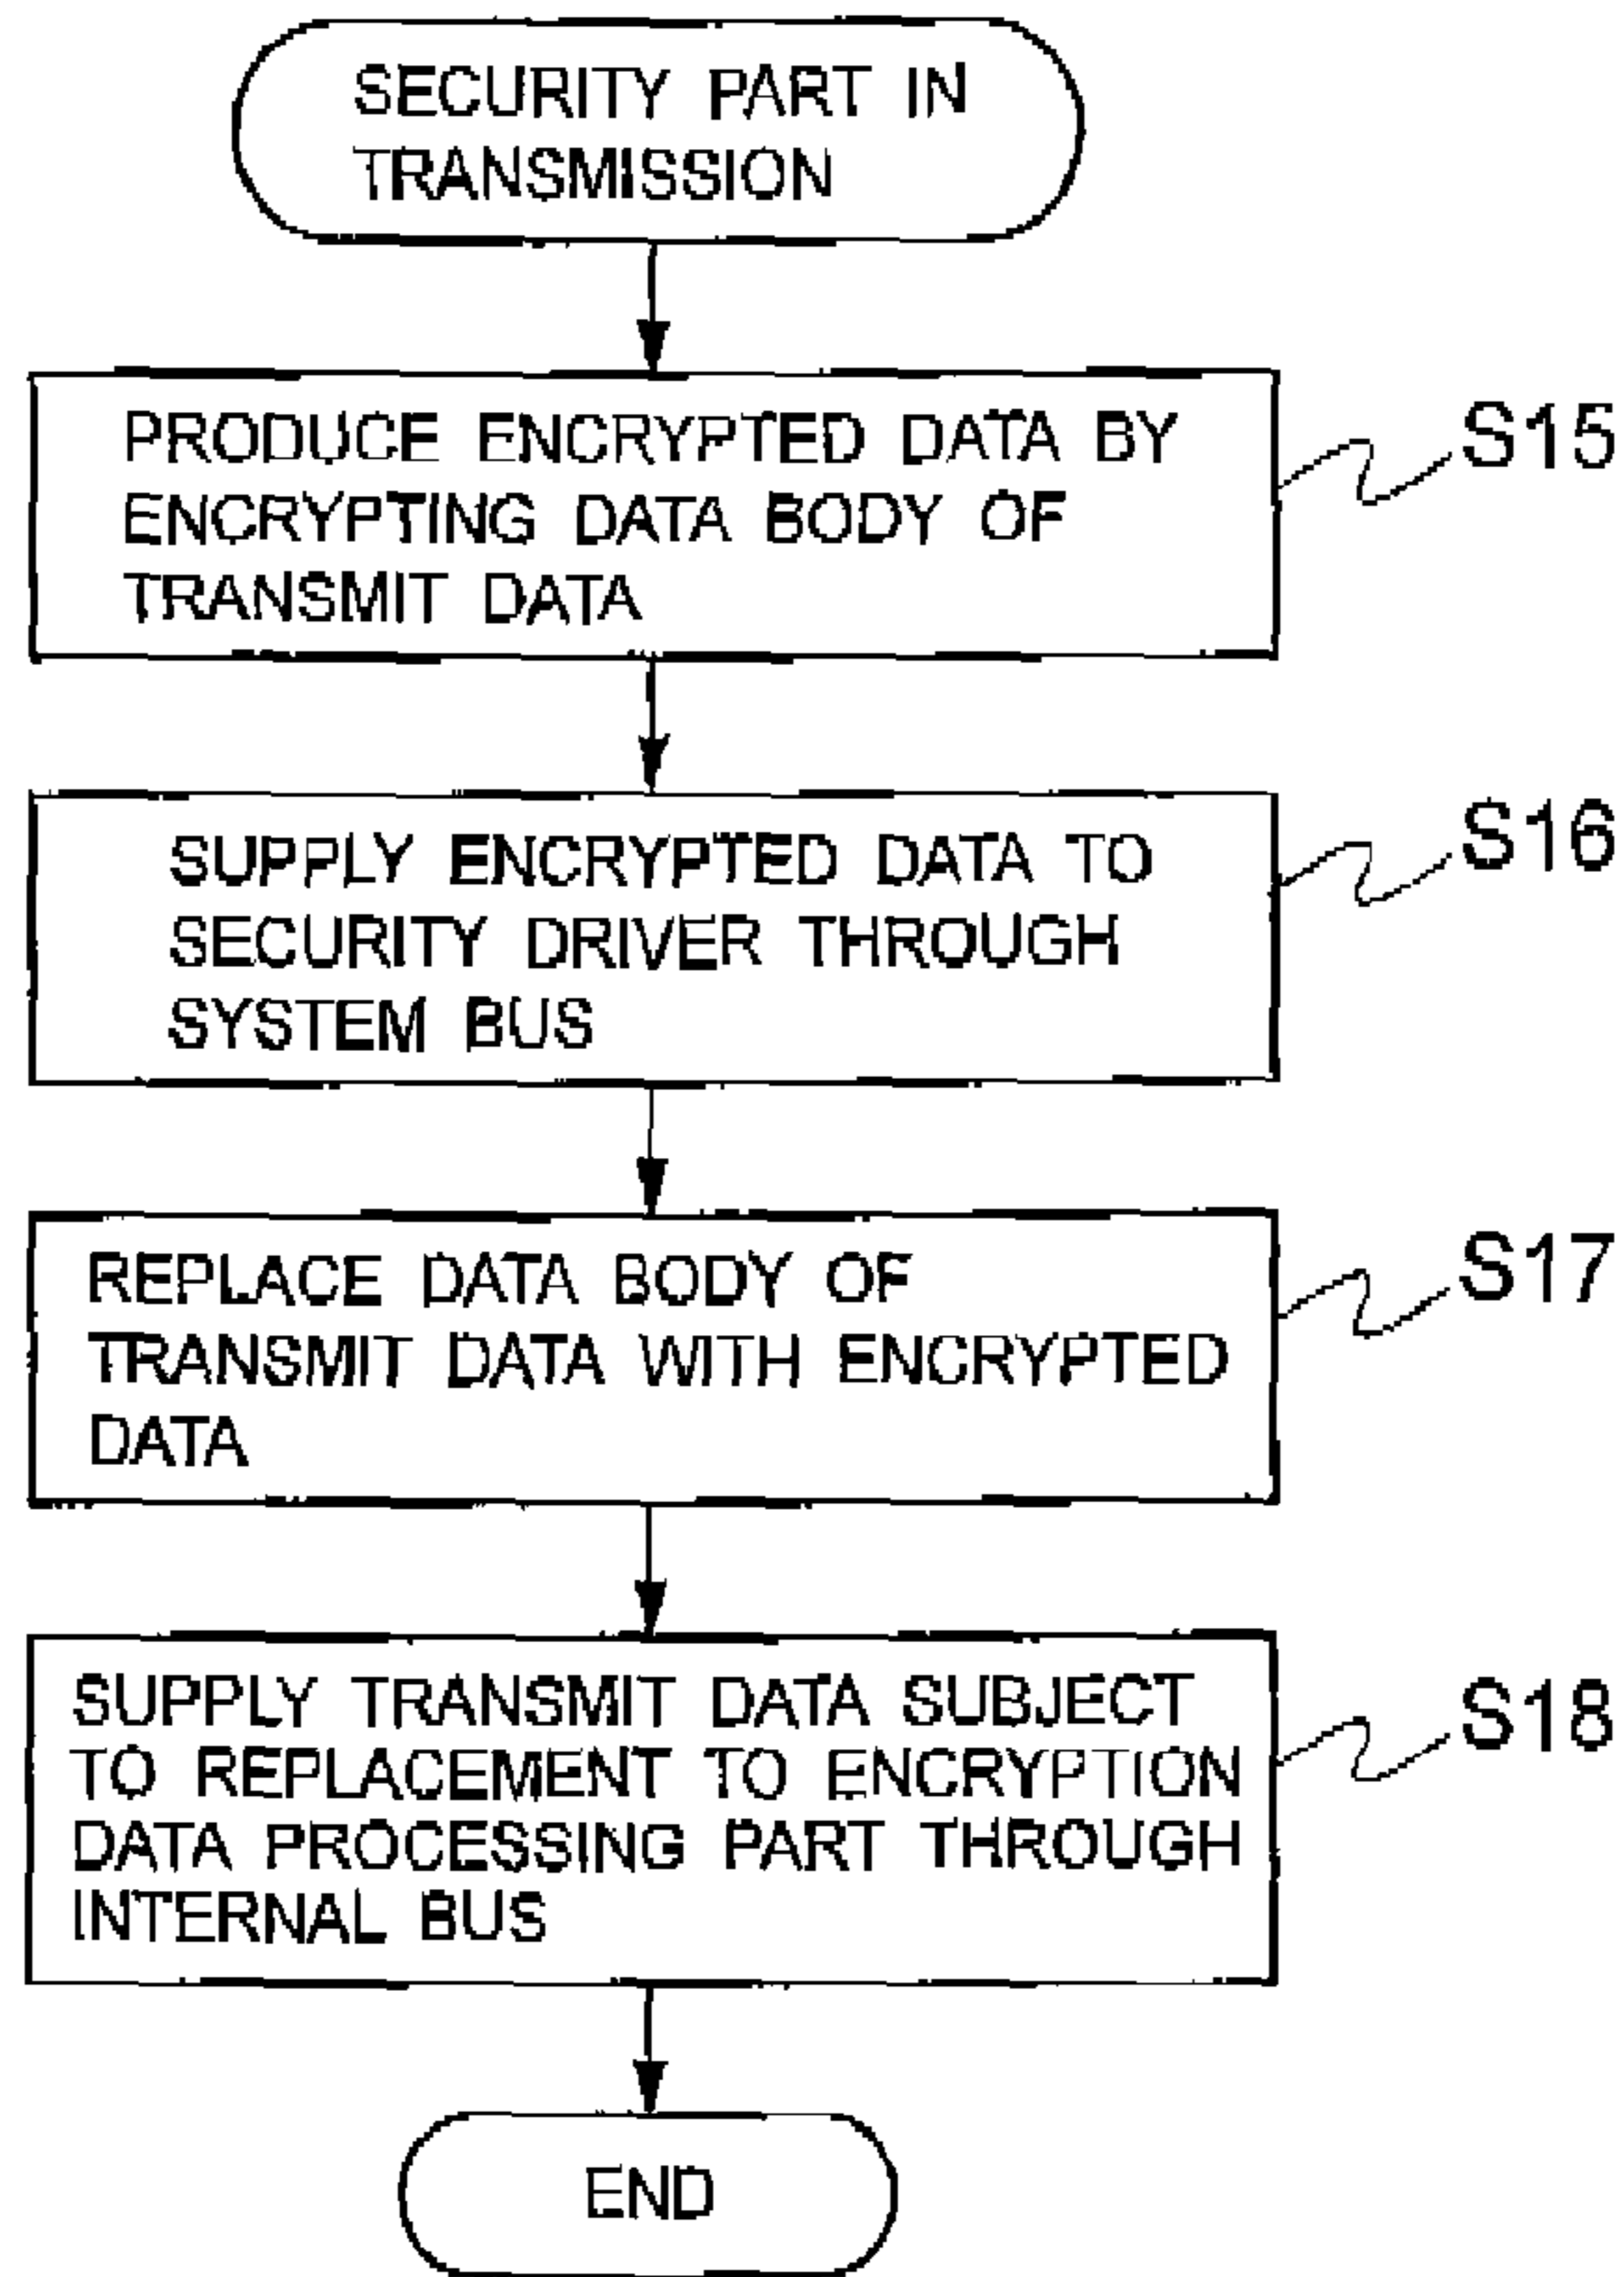 SECURITY PART IN
TRANSMISSION
PRODUCE ENCRYPTED DATA BY
ENCRYPTING DATA BODY OF
TRANSMIT DATA
S15
SUPPLY ENCRYPTED DATA TO
SECURITY DRIVER THROUGH
SYSTEM BUS
S16
REPLACE DATA BODY OF
TRANSMIT DATA WITH ENCRYPTED
DATA
S17
SUPPLY TRANSMIT DATA SUBJECT
TO REPLACEMENT TO ENCRYPTION
DATA PROCESSING PART THROUGH
INTERNAL BUS
S18
END